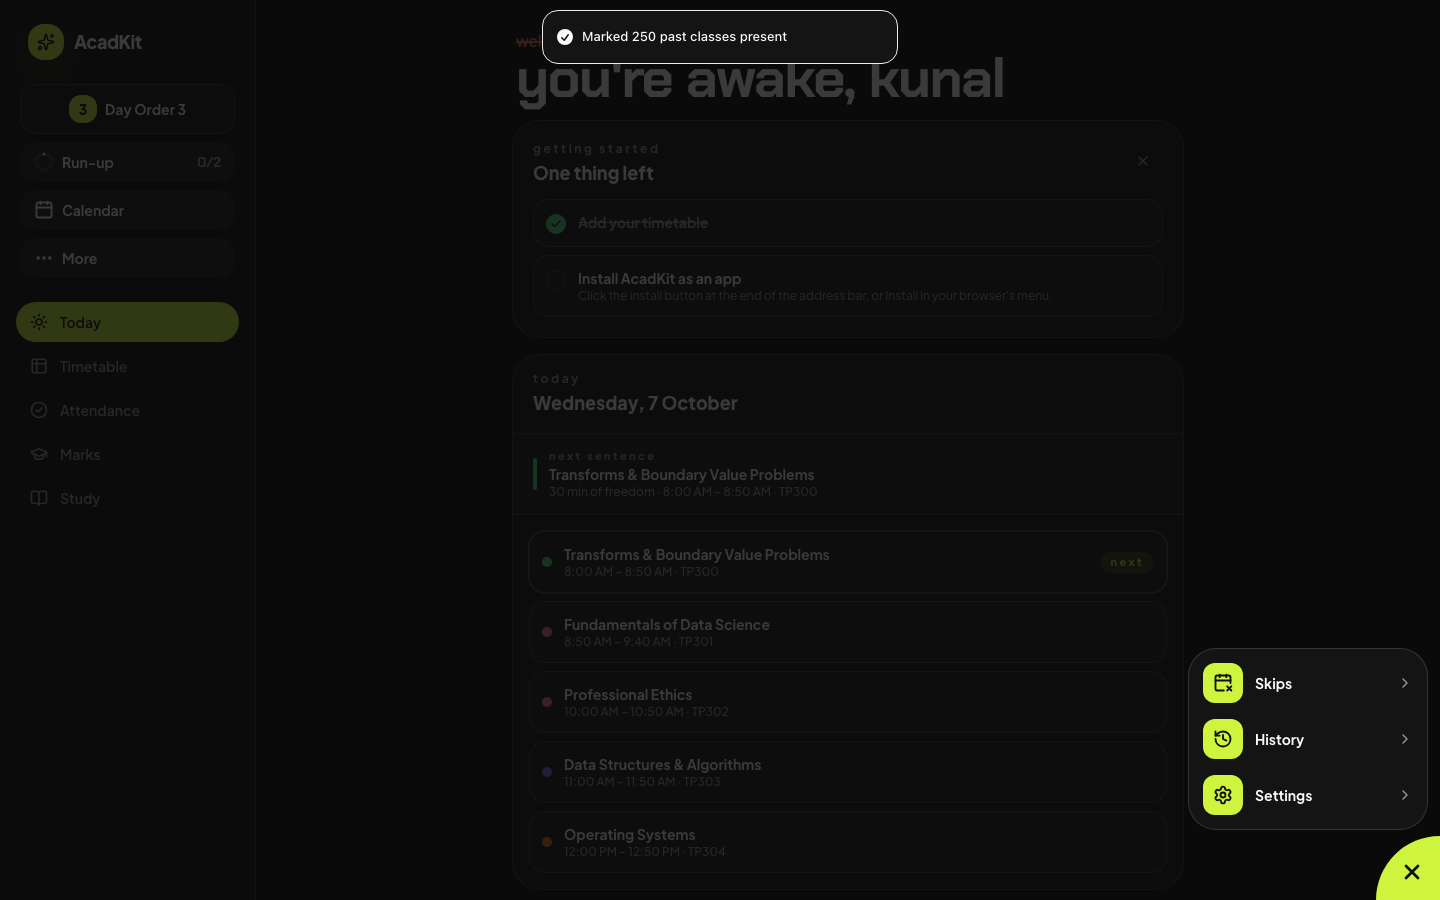 AcadKit
3 Day Order 3
Run-up 0/2
Calendar
More
Today
Timetable
Attendance
Marks
Study
Marked 250 past classes present
you're awake, kunal
getting started
One thing left
Add your timetable
Install AcadKit as an app
Click the install button at the end of the address bar, or install in your browser's menu.
today
Wednesday, 7 October
next sentence
Transforms & Boundary Value Problems
30 min of freedom · 8:00 AM – 8:50 AM · TP300
Transforms & Boundary Value Problems
8:00 AM – 8:50 AM · TP300
next
Fundamentals of Data Science
8:50 AM – 9:40 AM · TP301
Professional Ethics
10:00 AM – 10:50 AM · TP302
Data Structures & Algorithms
11:00 AM – 11:50 AM · TP303
Operating Systems
12:00 PM – 12:50 PM · TP304
Skips
History
Settings